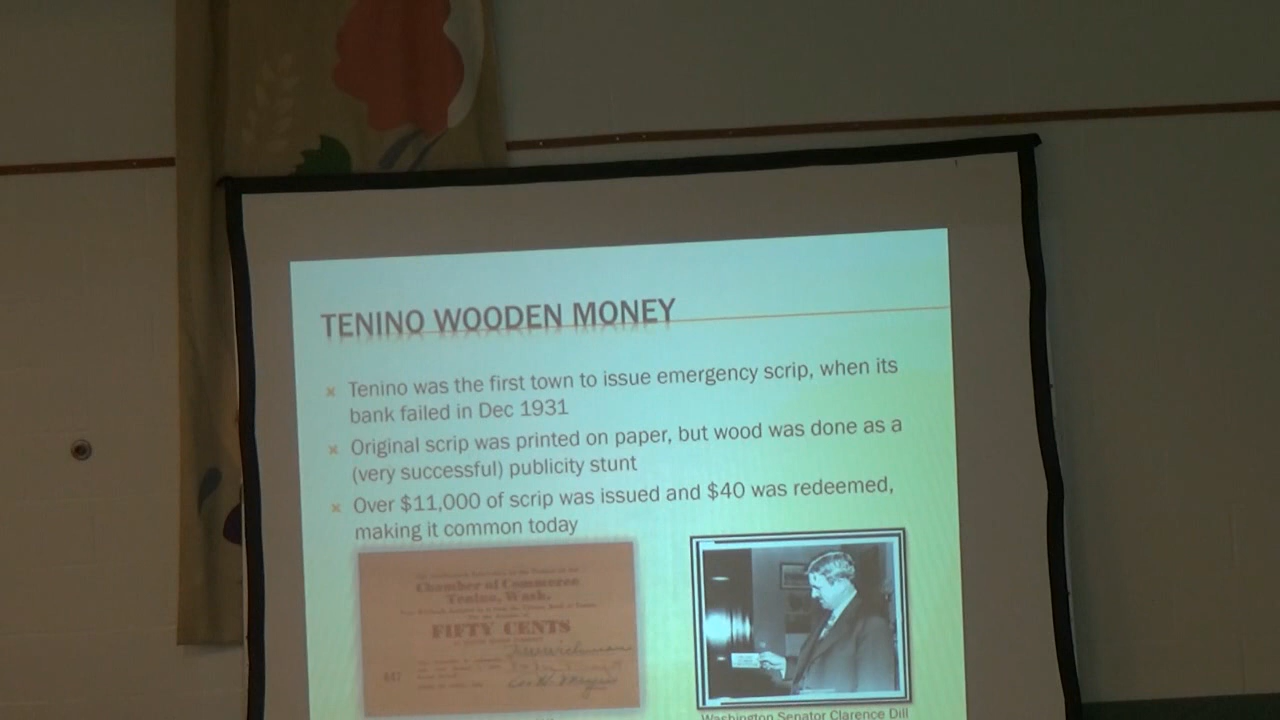 TENINO WOODEN MONEY
Tenino was the first town to issue emergency scrip, when its
bank failed in Dec 1931
Original scrip was printed on paper, but wood was done as a
(very successful) publicity stunt
Over $11,000 of scrip was issued and $40 was redeemed,
making it common today
Chamber of Commerce
Tenino, Wash.
FIFTY CENTS
Washington Senator Clarence Dill